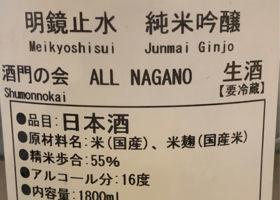 明鏡止水　純米吟醸
Meikyoshisui　Junmai Ginjo
酒門の会　ALL NAGANO　生酒
Shumonnokai　【要冷蔵】
●品目：日本酒
●原材料名：米（国産）、米麹（国産米）
●精米歩合：55％
●アルコール分：16度
●内容量：1800ml